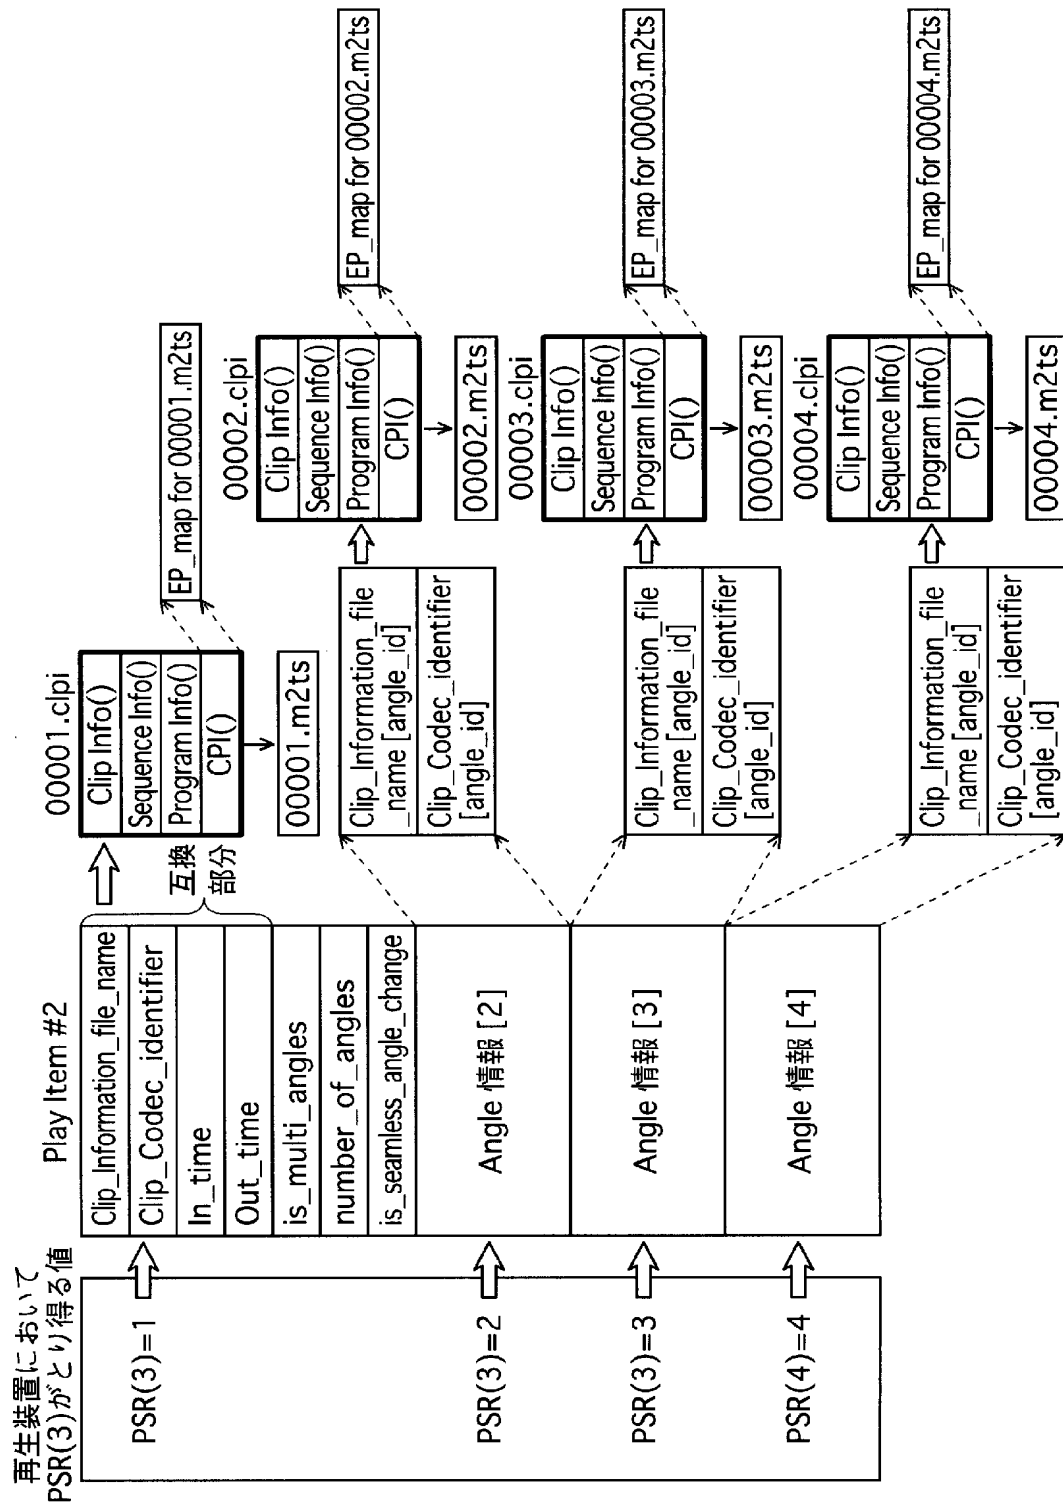 再生装置において
PSR(3)がとり得る値
PSR(3)=1
PSR(3)=2
PSR(3)=3
PSR(4)=4
Play Item #2
Clip_Information_file_name
Clip_Codec_identifier
In_time
Out_time
is_multi_angles
number_of_angles
is_seamless_angle_change
Angle 情報 [2]
Angle 情報 [3]
Angle 情報 [4]
互換
部分
00001.clpi
Clip Info()
Sequence Info()
Program Info()
CPI()
EP_map for 00001.m2ts
00001.m2ts
Clip_Information_file
_name [angle_id]
Clip_Codec_identifier
[angle_id]
00002.clpi
Clip Info()
Sequence Info()
Program Info()
CPI()
EP_map for 00002.m2ts
00002.m2ts
Clip_Information_file
_name [angle_id]
Clip_Codec_identifier
[angle_id]
00003.clpi
Clip Info()
Sequence Info()
Program Info()
CPI()
EP_map for 00003.m2ts
00003.m2ts
Clip_Information_file
_name [angle_id]
Clip_Codec_identifier
[angle_id]
00004.clpi
Clip Info()
Sequence Info()
Program Info()
CPI()
EP_map for 00004.m2ts
00004.m2ts